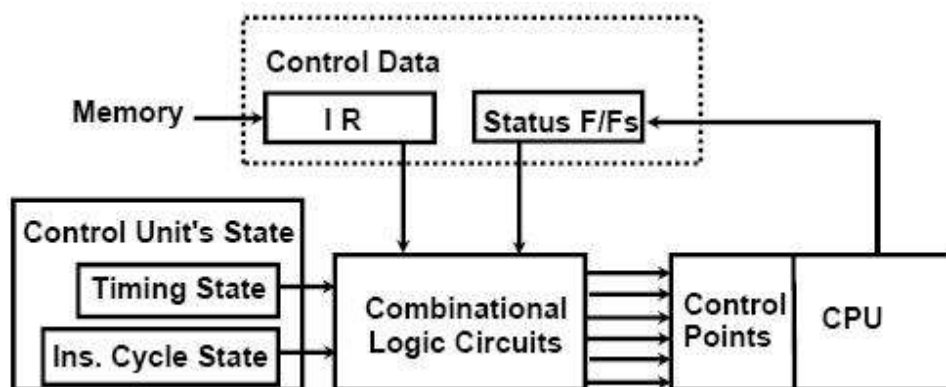 Control Data
Memory
I R
Status F/Fs
Control Unit's State
Timing State
Ins. Cycle State
Combinational
Logic Circuits
Control
Points
CPU